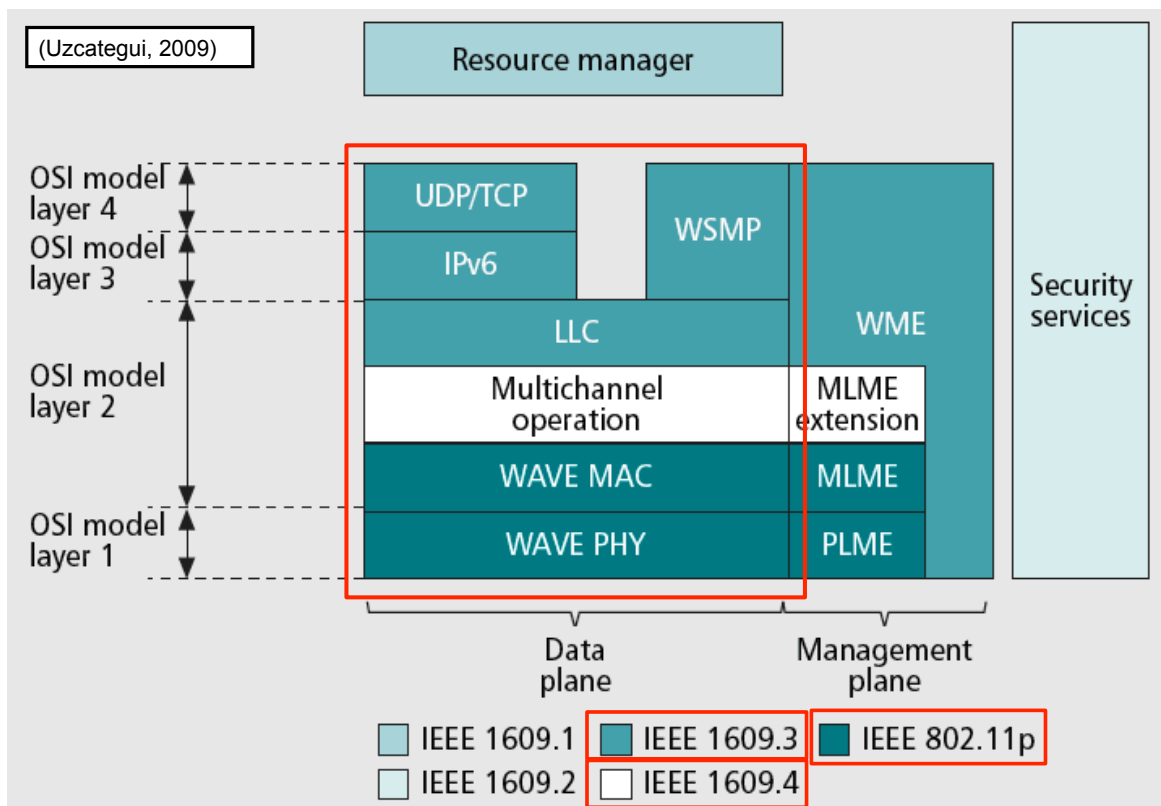 (Uzcategui, 2009)
Resource manager
OSI model
layer 4
UDP/TCP
WSMP
OSI model
layer 3
IPv6
Security
services
LLC
WME
OSI model
layer 2
Multichannel
operation
MLME
extension
WAVE MAC
MLME
OSI model
layer 1
WAVE PHY
PLME
Data
plane
Management
plane
IEEE 1609.1
IEEE 1609.3
IEEE 802.11p
IEEE 1609.2
IEEE 1609.4